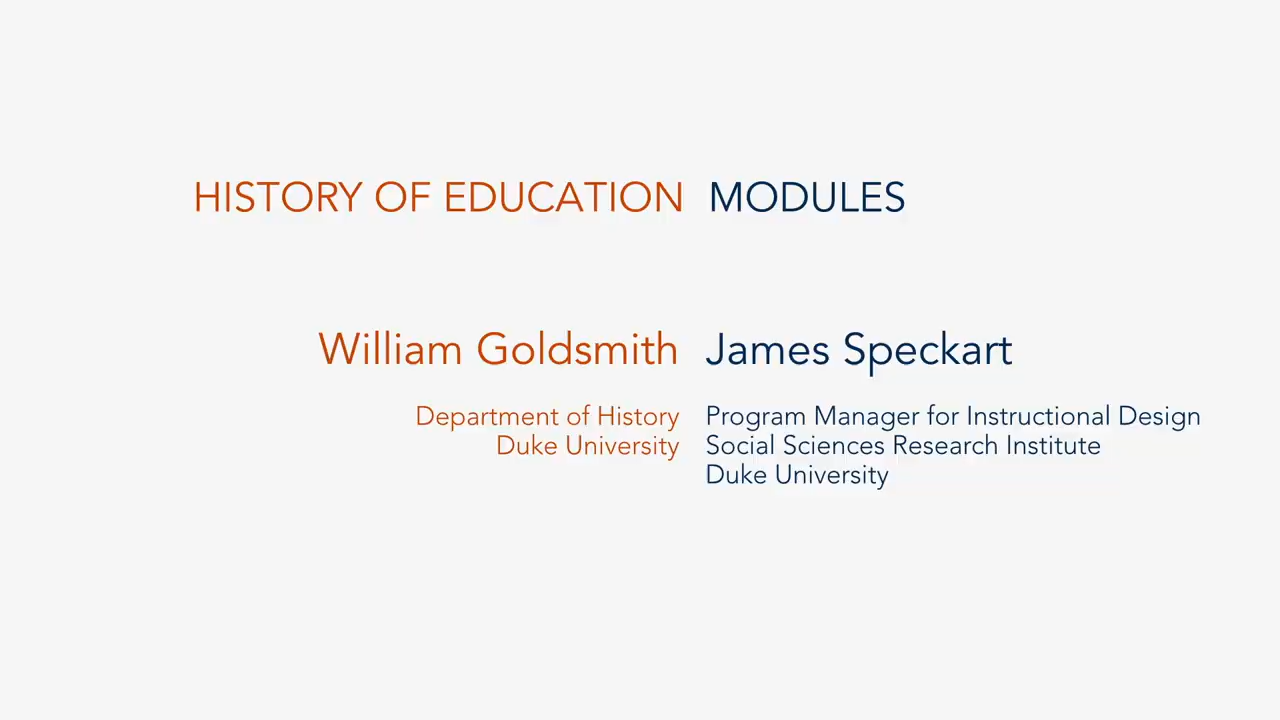 HISTORY OF EDUCATION MODULES
William Goldsmith
Department of History
Duke University
James Speckart
Program Manager for Instructional Design
Social Sciences Research Institute
Duke University